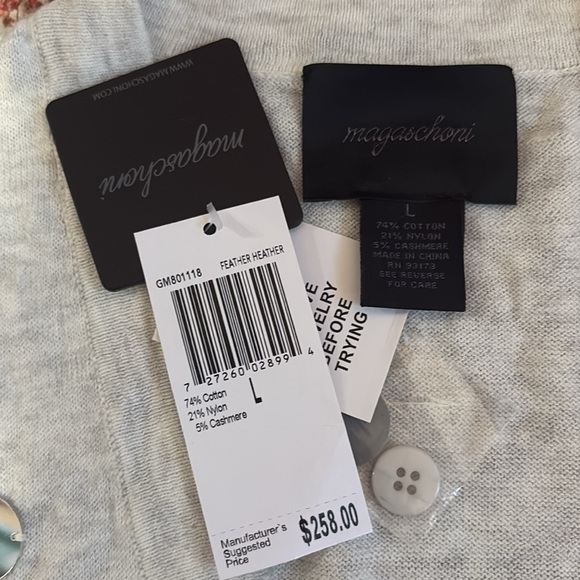 WWW.MAGASCHONI.COM
magaschoni
magaschoni
L
74% COTTON
21% NYLON
5% CASHMERE
MADE IN CHINA
RN 93173
SEE REVERSE
FOR CARE
GM801118 FEATHER HEATHER
7 27260 02899 4
74% Cotton
21% Nylon
5% Cashmere
L
Manufacturer's
Suggested
Price
$258.00
BEFORE
TRYING